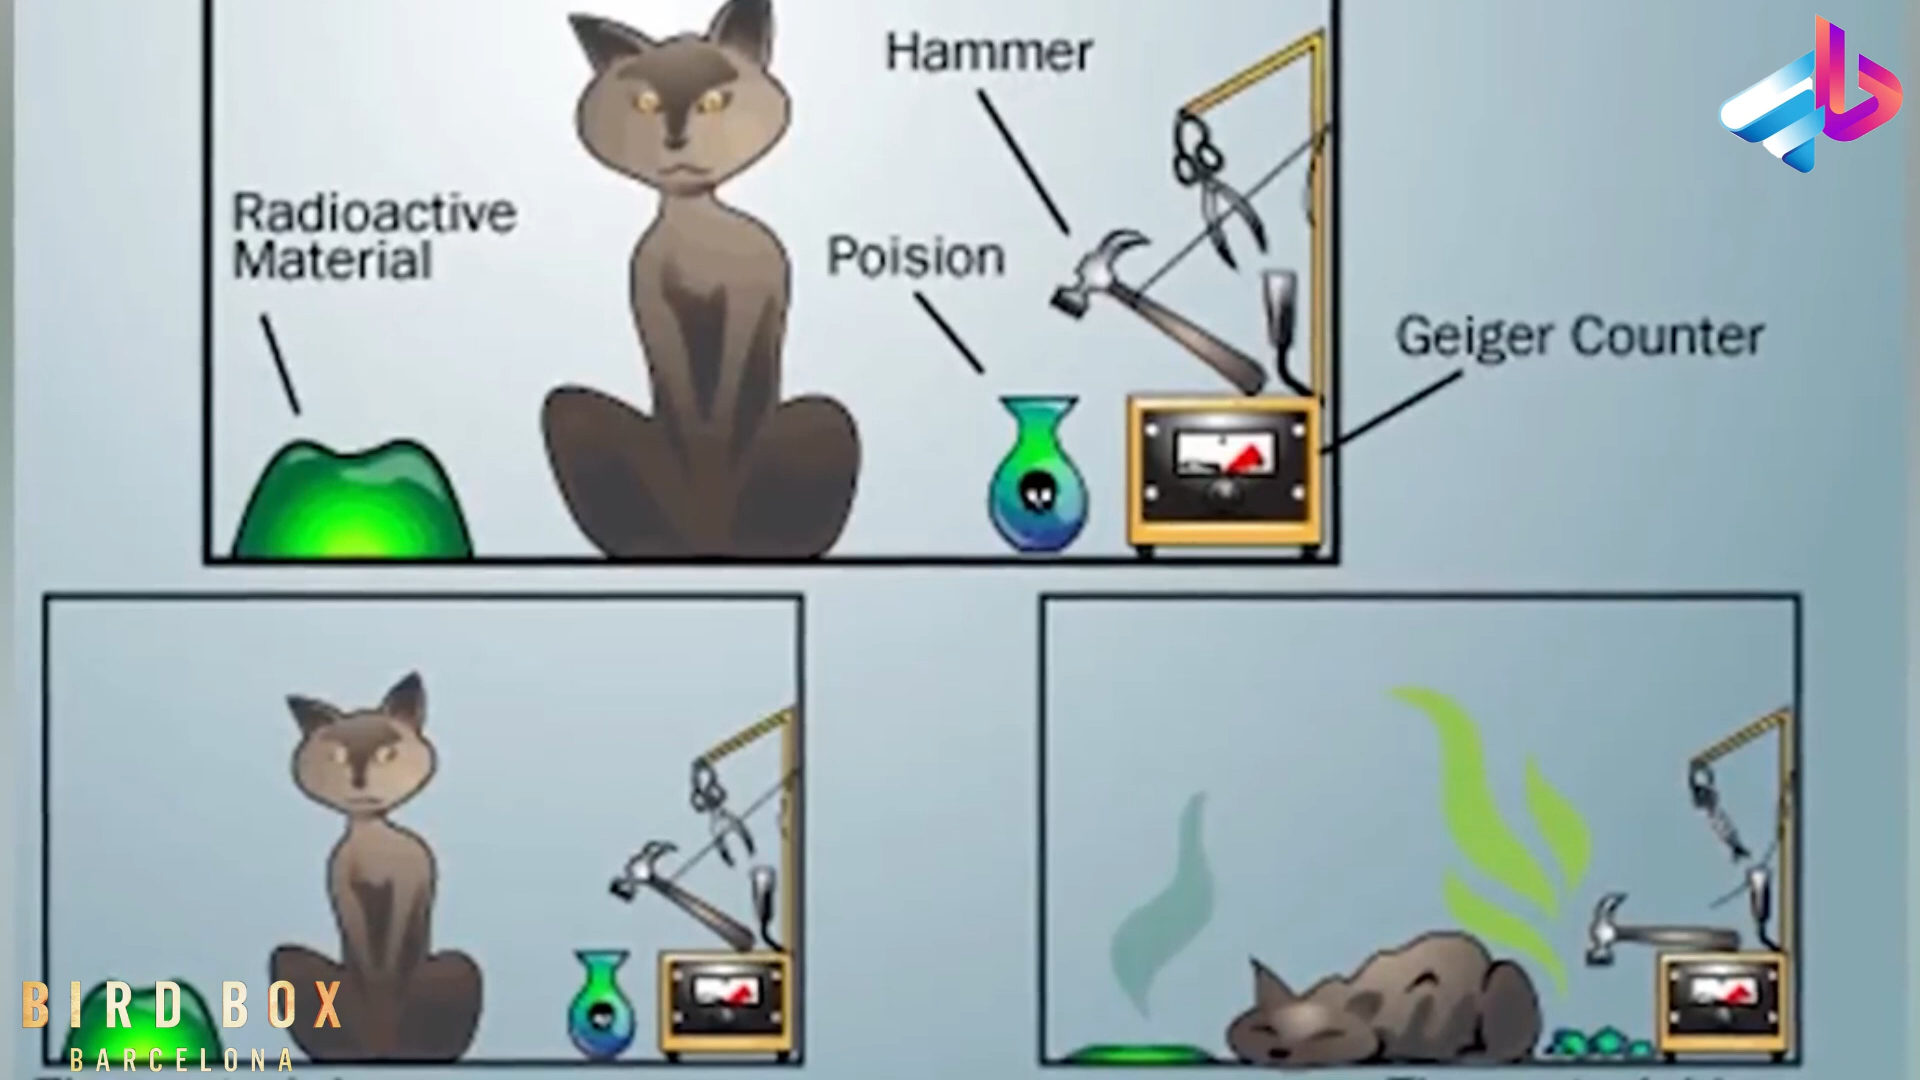 Hammer
Radioactive
Material
Poision
Geiger Counter
BIRD BOX
BARCELONA